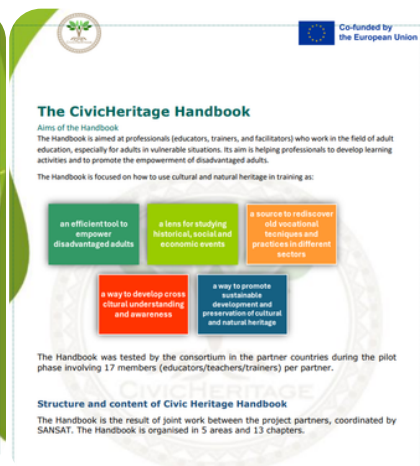 Co-funded by
the European Union
The CivicHeritage Handbook
Aims of the Handbook
The Handbook is aimed at professionals (educators, trainers, and facilitators) who work in the field of adult
education, especially for adults in vulnerable situations. Its aim is helping professionals to develop learning
activities and to promote the empowerment of disadvantaged adults.
The Handbook is focused on how to use cultural and natural heritage in training as:
an efficient tool to
empower
disadvantaged adults
a lens for studying
historical, social and
economic events
a source to rediscover
old vocational
tecniques and
practices in different
sectors
a way to develop cross
cltural understanding
and awareness
a way to promote
sustainable
development and
preservation of cultural
and natural heritage
The Handbook was tested by the consortium in the partner countries during the pilot
phase involving 17 members (educators/teachers/trainers) per partner.
CIVICHERITAGE
Structure and content of Civic Heritage Handbook
The Handbook is the result of joint work between the project partners, coordinated by
SANSAT. The Handbook is organised in 5 areas and 13 chapters.